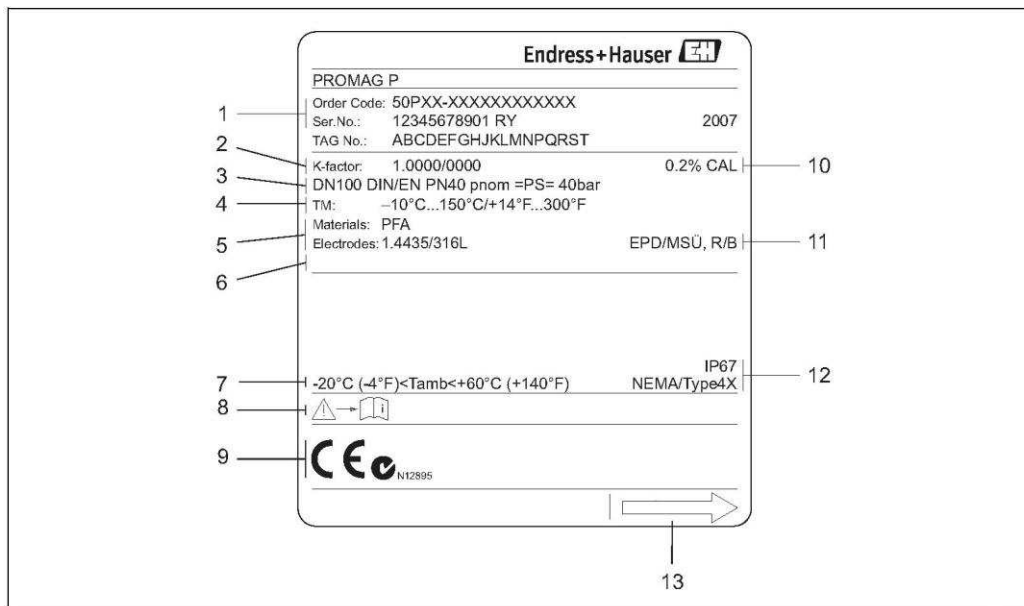 Endress+Hauser EH
PROMAG P
1 Order Code: 50PXX-XXXXXXXXXXXX
Ser.No.: 12345678901 RY 2007
TAG No.: ABCDEFGHJKLMNPQRST
2 K-factor: 1.0000/0000 0.2% CAL 10
3 DN100 DIN/EN PN40 pnom =PS= 40bar
4 TM: –10°C...150°C/+14°F...300°F
5 Materials: PFA
Electrodes: 1.4435/316L EPD/MSÜ, R/B 11
6
IP67
7 -20°C (-4°F)<Tamb<+60°C (+140°F) NEMA/Type4X 12
8 i
9 CE N12895
13